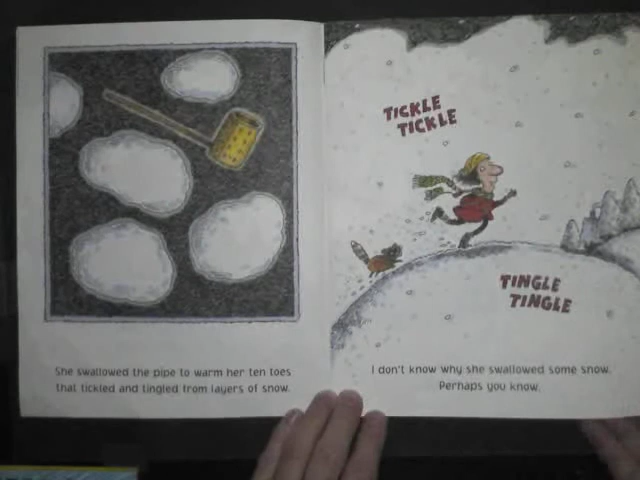 She swallowed the pipe to warm her ten toes
that tickled and tingled from layers of snow.
TICKLE
TICKLE
TINGLE
TINGLE
I don't know why she swallowed some snow.
Perhaps you know.